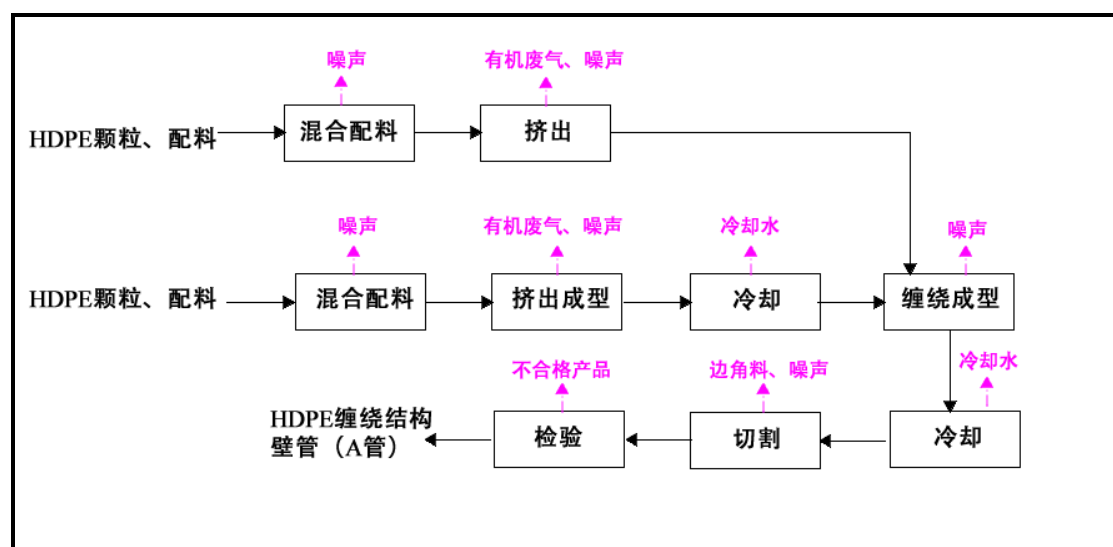 噪声
有机废气、噪声
HDPE颗粒、配料
混合配料
挤出
噪声
有机废气、噪声
冷却水
噪声
HDPE颗粒、配料
混合配料
挤出成型
冷却
缠绕成型
不合格产品
边角料、噪声
冷却水
HDPE缠绕结构
壁管（A管）
检验
切割
冷却